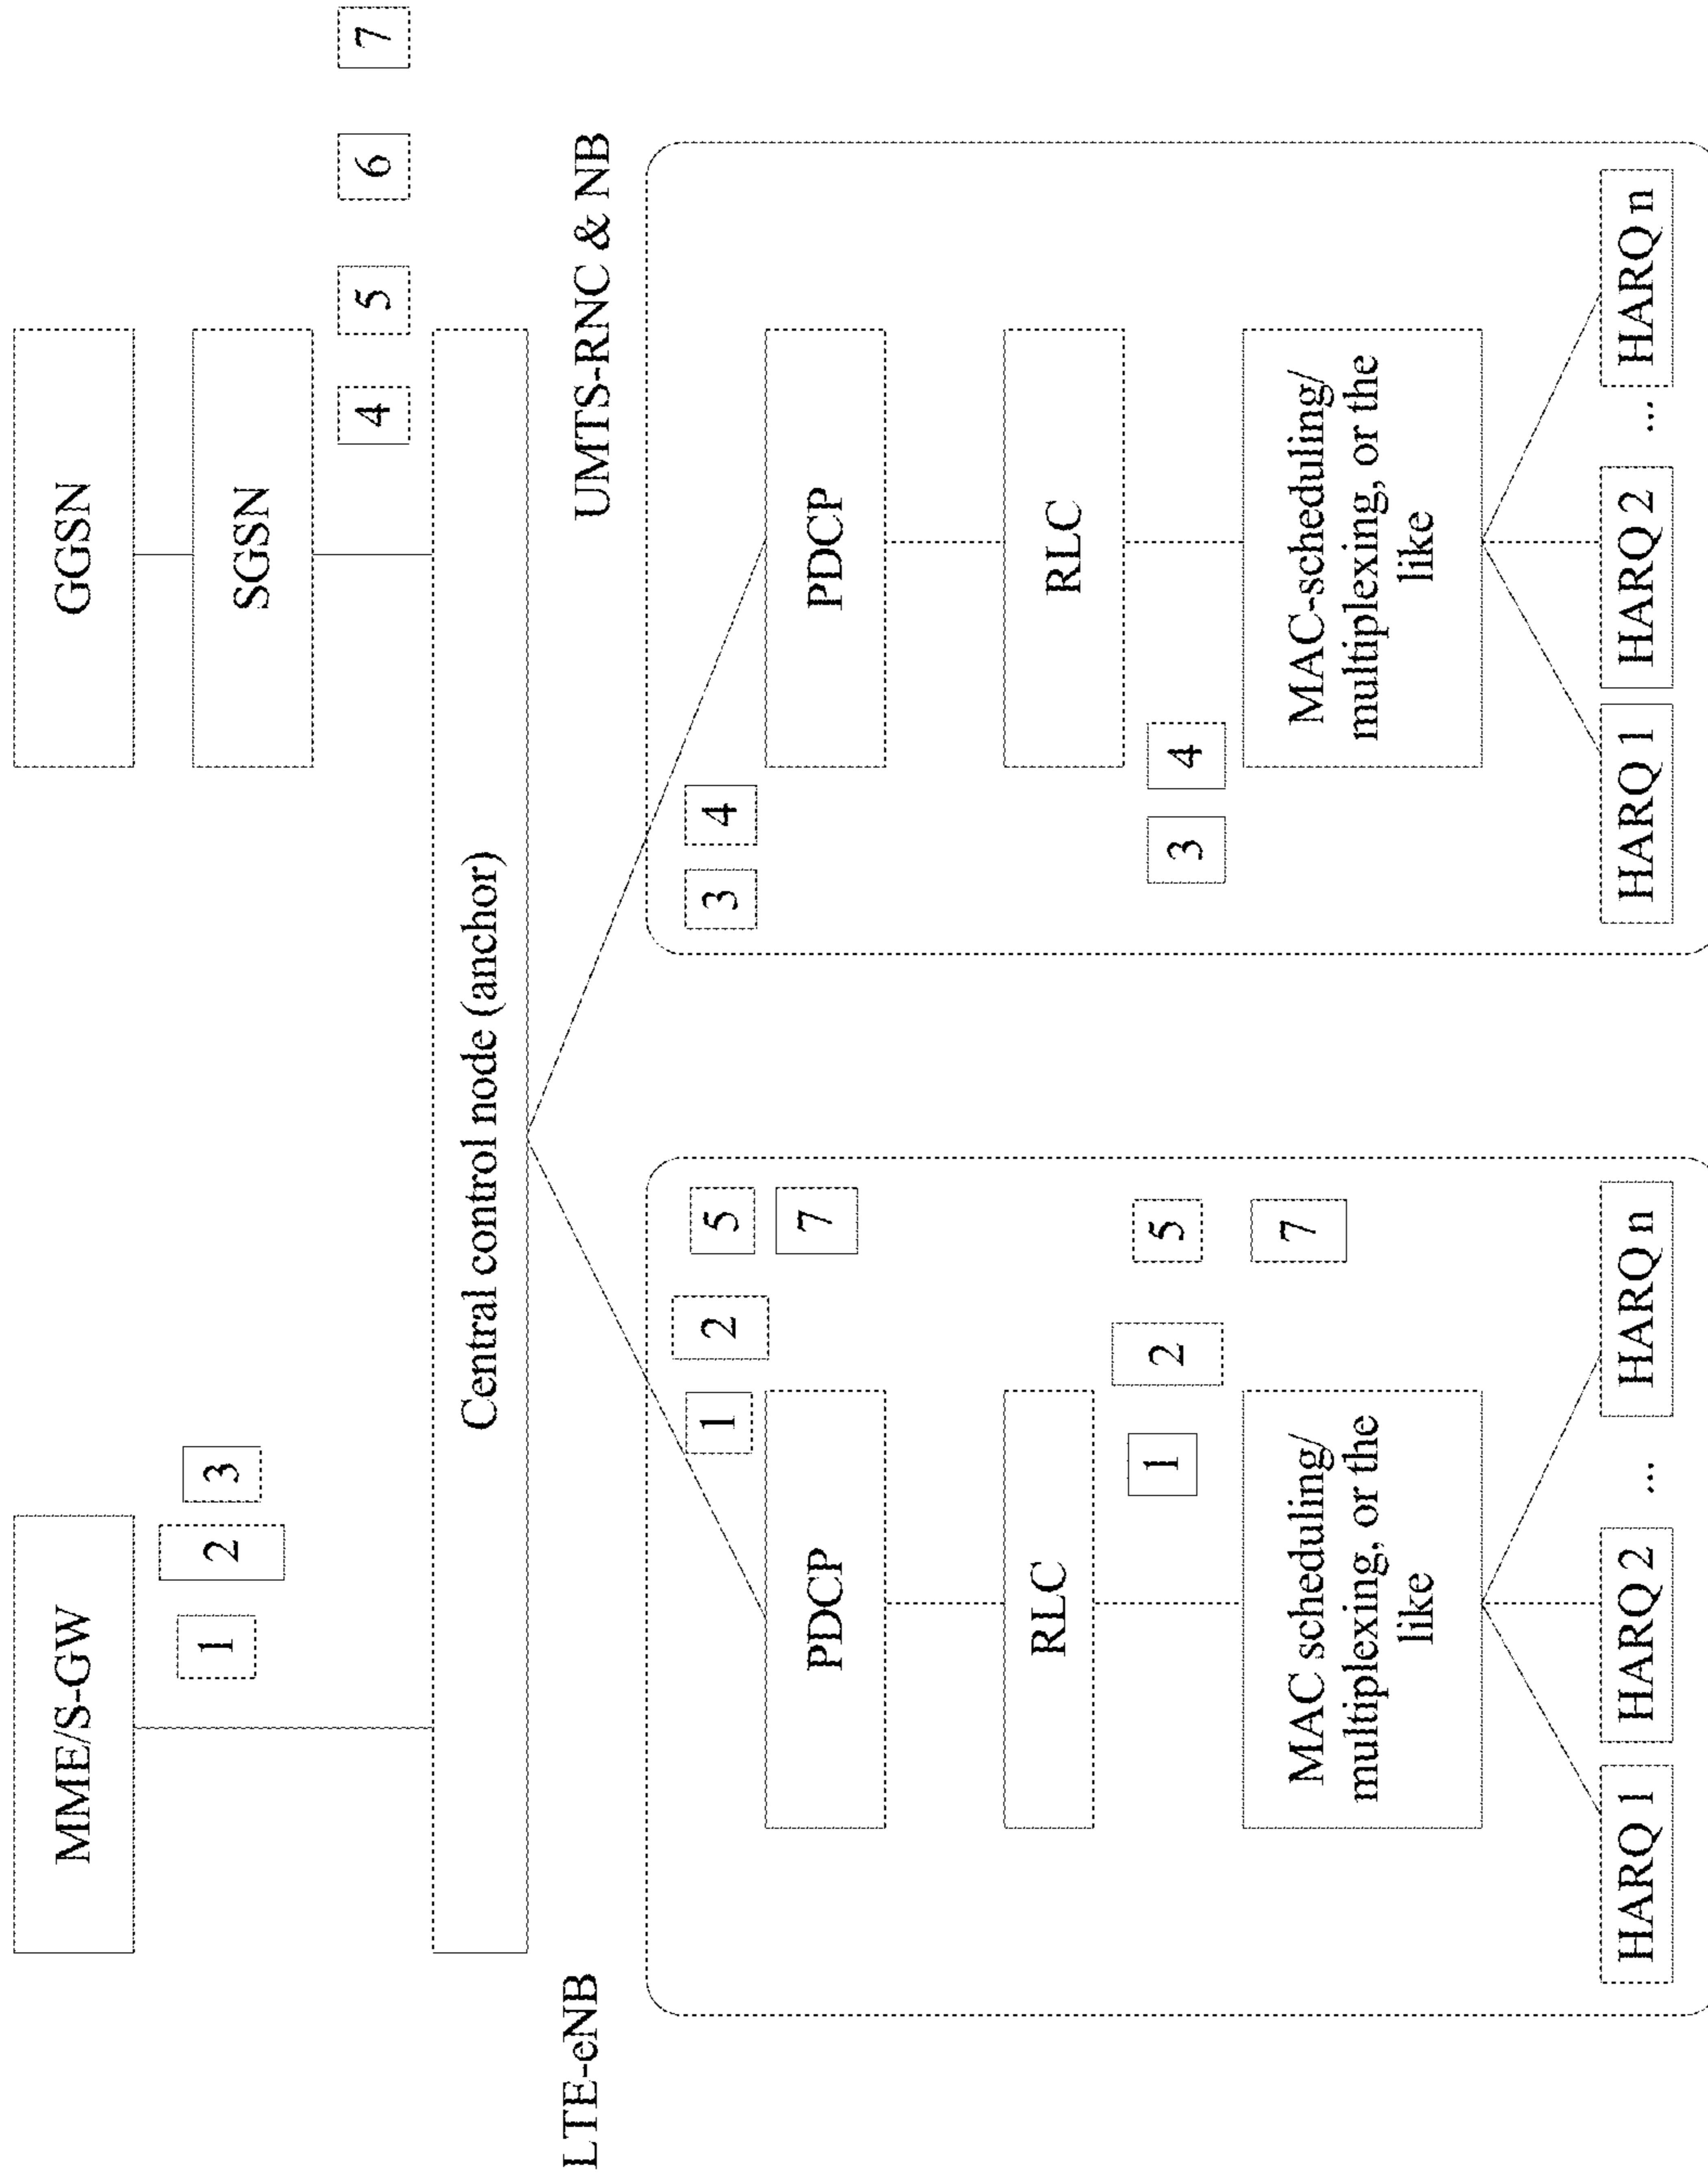 MME/S-GW
GGSN
1 2 3
SGSN
4 5 6 7
Central control node (anchor)
LTE-eNB
UMTS-RNC & NB
1 2 5
7
3 4
PDCP
PDCP
RLC
RLC
1 2 5
7
3 4
MAC scheduling/
multiplexing, or the
like
MAC-scheduling/
multiplexing, or the
like
HARQ 1 HARQ 2 ... HARQ n
HARQ 1 HARQ 2 ... HARQ n